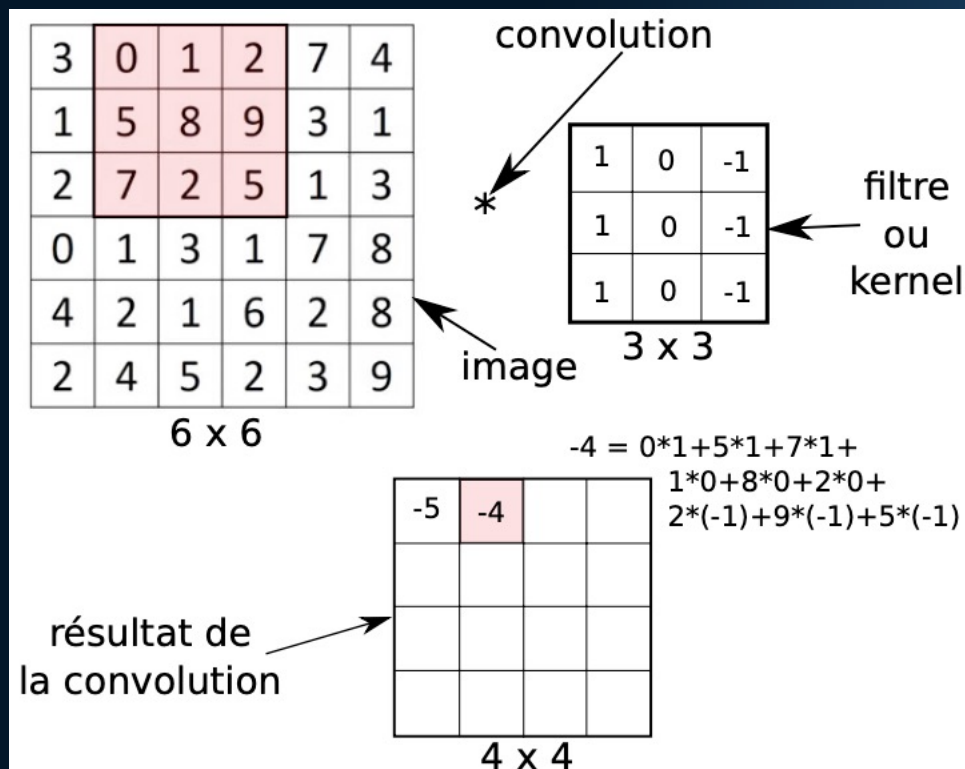 convolution
3 0 1 2 7 4
1 5 8 9 3 1
2 7 2 5 1 3
0 1 3 1 7 8
4 2 1 6 2 8
2 4 5 2 3 9
6 x 6
*
1 0 -1
1 0 -1
1 0 -1
3 x 3
filtre
ou
kernel
image
-4 = 0*1+5*1+7*1+
1*0+8*0+2*0+
2*(-1)+9*(-1)+5*(-1)
-5 -4
résultat de
la convolution
4 x 4